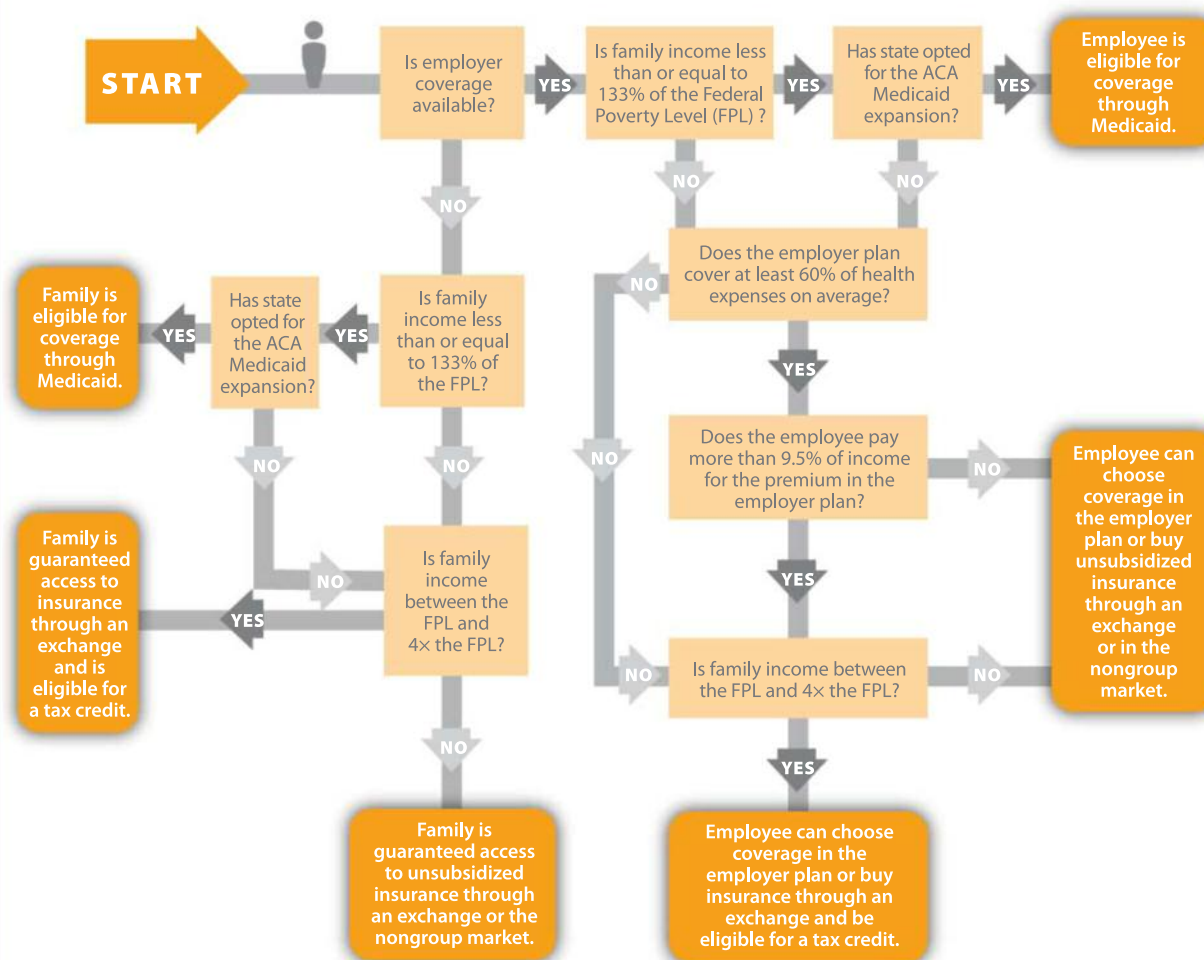 START
Is employer
coverage
available?
YES
Is family income less
than or equal to
133% of the Federal
Poverty Level (FPL) ?
YES
Has state opted
for the ACA
Medicaid
expansion?
YES
Employee is
eligible for
coverage
through
Medicaid.
NO
NO
NO
Does the employer plan
cover at least 60% of health
expenses on average?
NO
YES
Family is
eligible for
coverage
through
Medicaid.
YES
Has state
opted for
the ACA
Medicaid
expansion?
YES
Is family
income less
than or equal
to 133% of
the FPL?
NO
NO
NO
Does the employee pay
more than 9.5% of income
for the premium in the
employer plan?
NO
YES
Employee can
choose
coverage in
the employer
plan or buy
unsubsidized
insurance
through an
exchange
or in the
nongroup
market.
Family is
guaranteed
access to
insurance
through an
exchange
and is
eligible for
a tax credit.
YES
NO
Is family
income
between the
FPL and
4× the FPL?
NO
NO
Is family income between
the FPL and 4× the FPL?
NO
YES
Family is
guaranteed access
to unsubsidized
insurance through
an exchange or the
nongroup market.
Employee can choose
coverage in the
employer plan or buy
insurance through an
exchange and be
eligible for a tax credit.